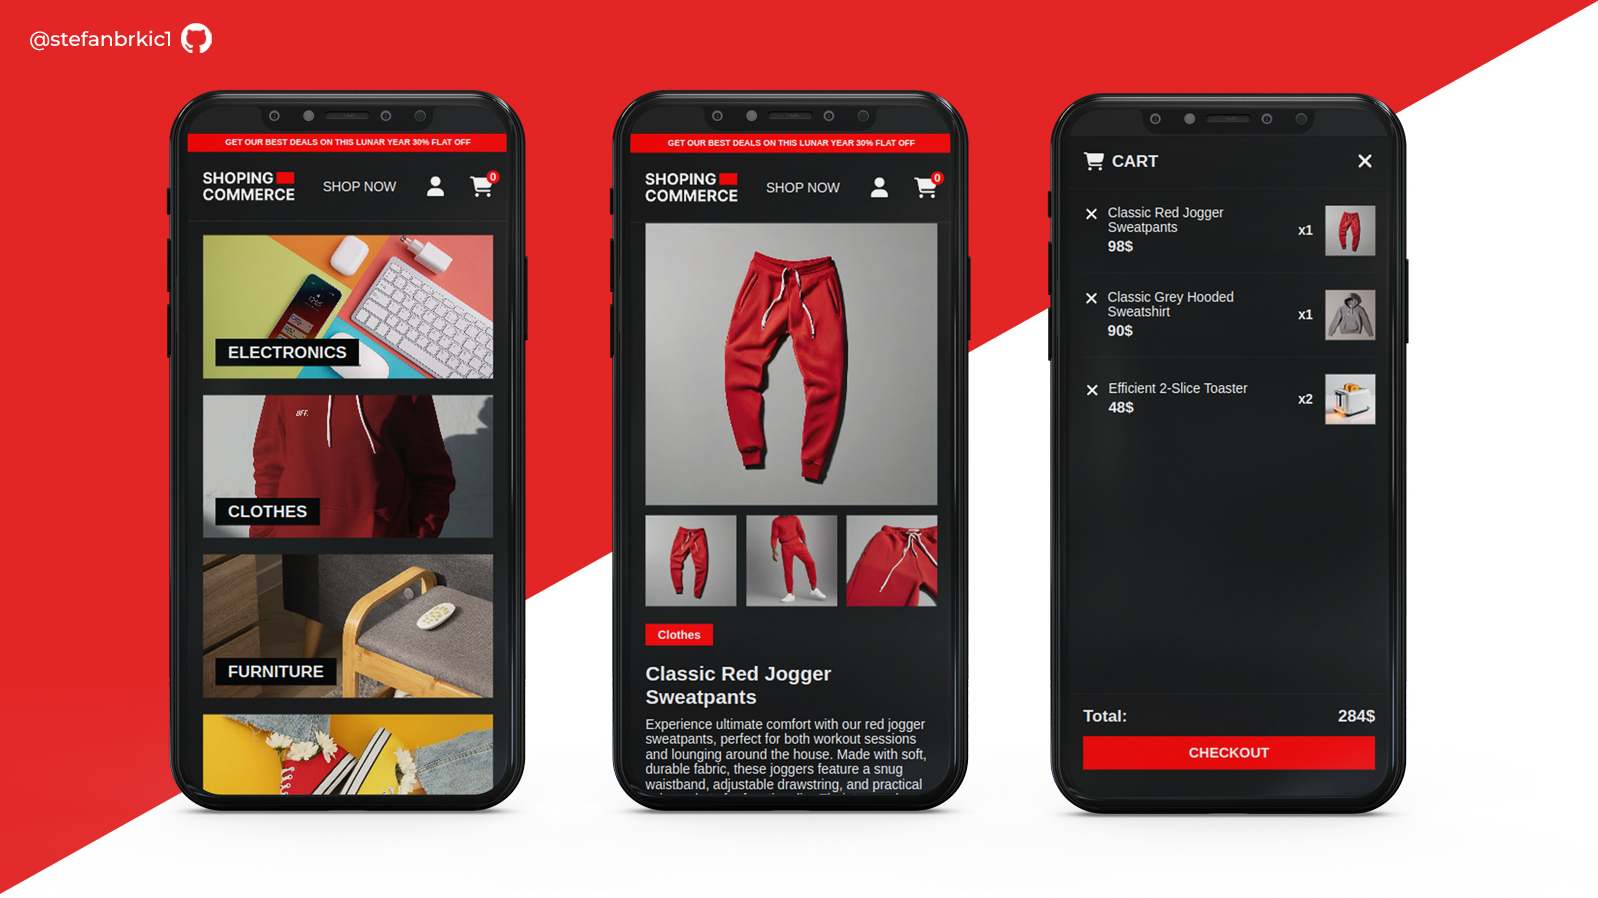 @stefanbrkic1
GET OUR BEST DEALS ON THIS LUNAR YEAR 30% FLAT OFF
SHOPING
COMMERCE
SHOP NOW
0
ELECTRONICS
OFF.
CLOTHES
FURNITURE
GET OUR BEST DEALS ON THIS LUNAR YEAR 30% FLAT OFF
SHOPING
COMMERCE
SHOP NOW
0
Clothes
Classic Red Jogger
Sweatpants
Experience ultimate comfort with our red jogger
sweatpants, perfect for both workout sessions
and lounging around the house. Made with soft,
durable fabric, these joggers feature a snug
waistband, adjustable drawstring, and practical
CART
Classic Red Jogger
Sweatpants
98$
x1
Classic Grey Hooded
Sweatshirt
90$
x1
Efficient 2-Slice Toaster
48$
x2
Total:
284$
CHECKOUT